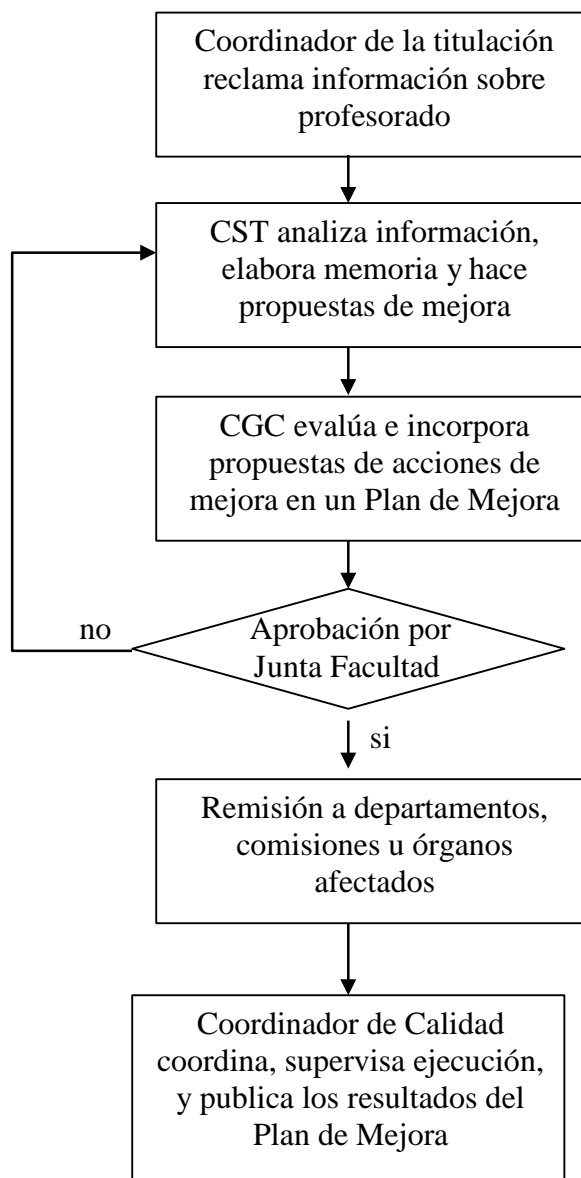 Coordinador de la titulación
reclama información sobre
profesorado
CST analiza información,
elabora memoria y hace
propuestas de mejora
CGC evalúa e incorpora
propuestas de acciones de
mejora en un Plan de Mejora
no
Aprobación por
Junta Facultad
si
Remisión a departamentos,
comisiones u órganos
afectados
Coordinador de Calidad
coordina, supervisa ejecución,
y publica los resultados del
Plan de Mejora